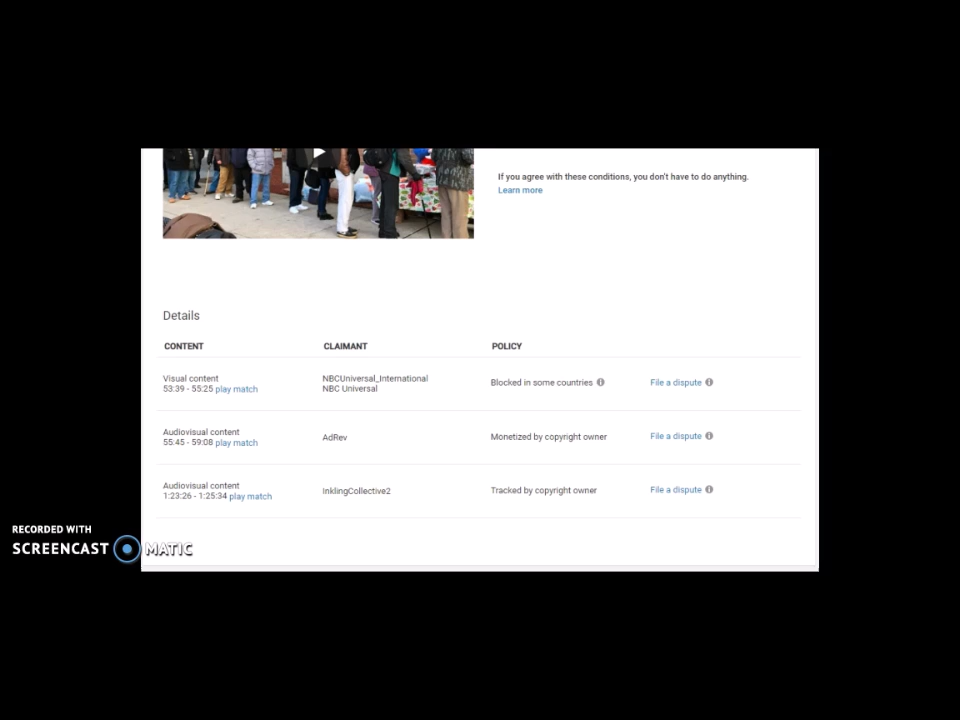 If you agree with these conditions, you don't have to do anything.
Learn more
Details
CONTENT CLAIMANT POLICY
Visual content
53:39 - 55:25 play match
NBCUniversal_International
NBC Universal
Blocked in some countries
File a dispute
Audiovisual content
55:45 - 59:08 play match
AdRev
Monetized by copyright owner
File a dispute
Audiovisual content
1:23:26 - 1:25:34 play match
InklingCollective2
Tracked by copyright owner
File a dispute
RECORDED WITH
SCREENCAST MATIC